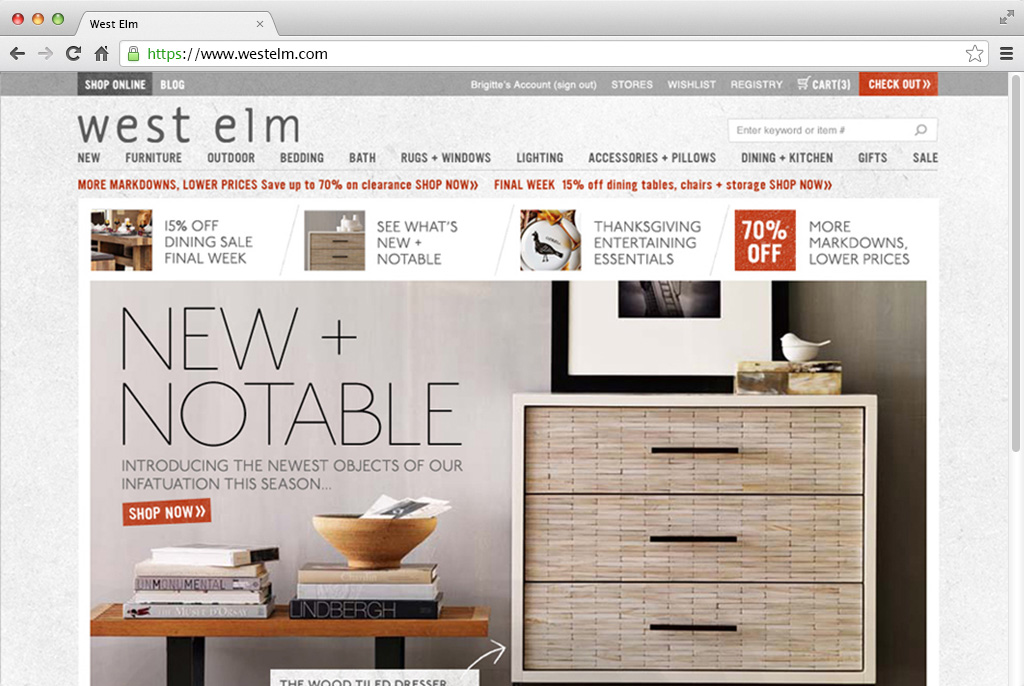 West Elm
https://www.westelm.com
SHOP ONLINE BLOG Brigitte's Account (sign out) STORES WISHLIST REGISTRY CART(3) CHECK OUT»
west elm
Enter keyword or item #
NEW FURNITURE OUTDOOR BEDDING BATH RUGS + WINDOWS LIGHTING ACCESSORIES + PILLOWS DINING + KITCHEN GIFTS SALE
MORE MARKDOWNS, LOWER PRICES Save up to 70% on clearance SHOP NOW» FINAL WEEK 15% off dining tables, chairs + storage SHOP NOW»
15% OFF
DINING SALE
FINAL WEEK
SEE WHAT'S
NEW +
NOTABLE
THANKSGIVING
ENTERTAINING
ESSENTIALS
70%
OFF
MORE
MARKDOWNS,
LOWER PRICES
NEW +
NOTABLE
INTRODUCING THE NEWEST OBJECTS OF OUR
INFATUATION THIS SEASON...
SHOP NOW»
UNMONUMENTAL
THE MUSÉE D'ORSAY
LINDBERGH
THE WOOD TILED DRESSER